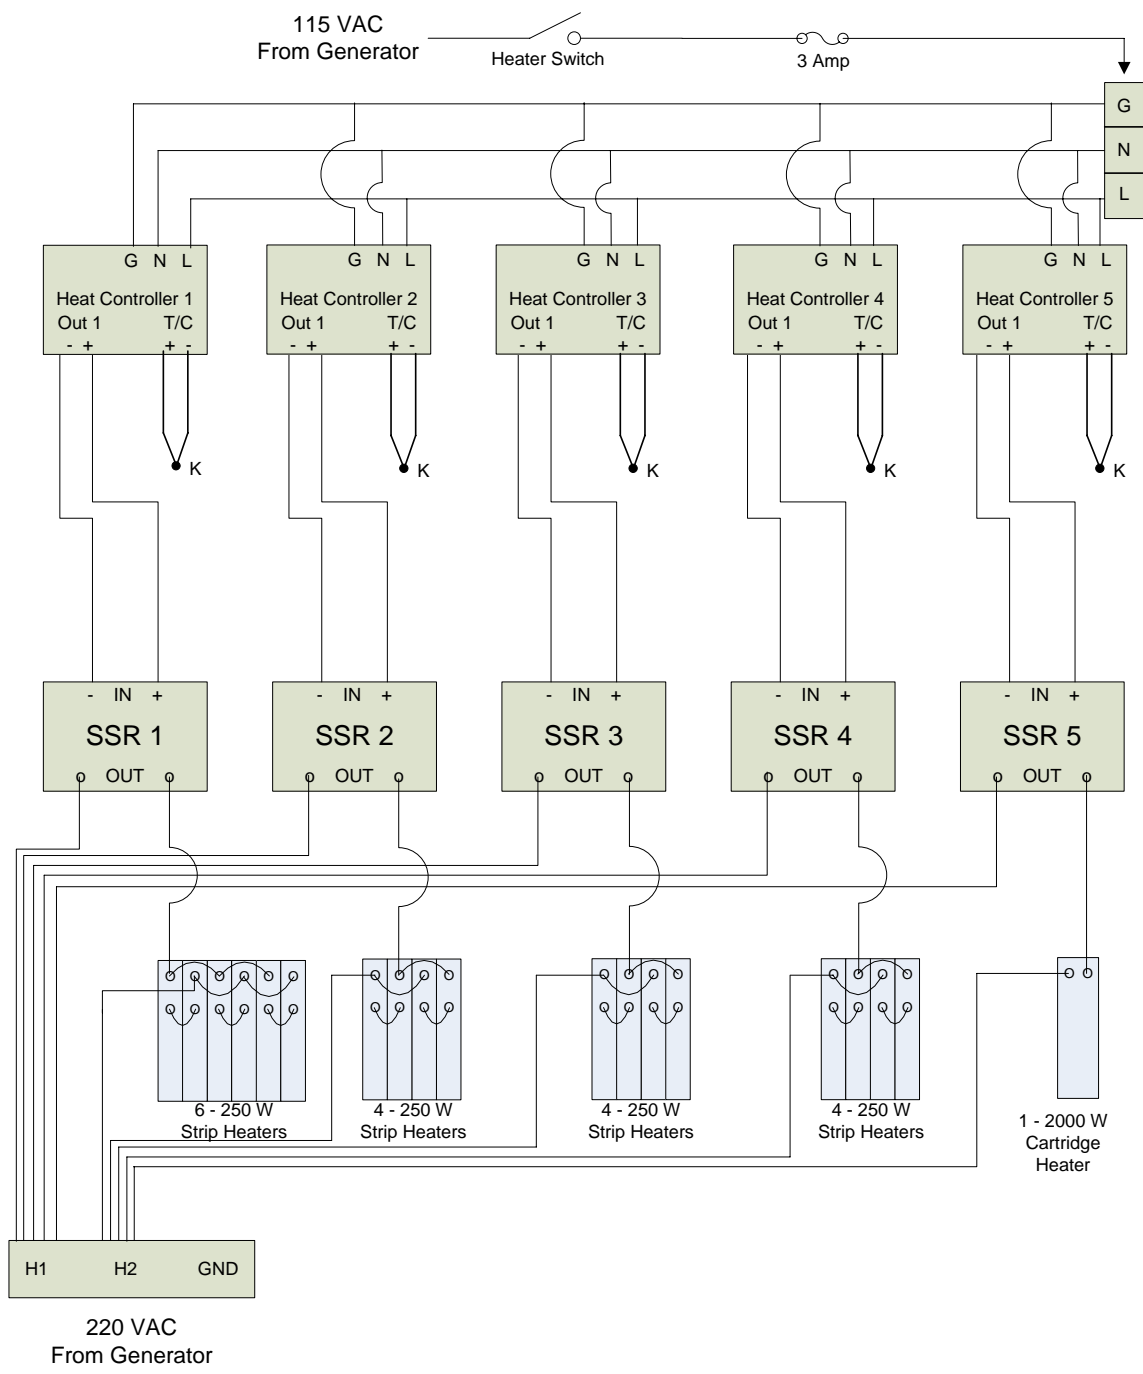 115 VAC
From Generator
Heater Switch
3 Amp
G
N
L
G N L
Heat Controller 1
Out 1 T/C
- + + -
K
G N L
Heat Controller 2
Out 1 T/C
- + + -
K
G N L
Heat Controller 3
Out 1 T/C
- + + -
K
G N L
Heat Controller 4
Out 1 T/C
- + + -
K
G N L
Heat Controller 5
Out 1 T/C
- + + -
K
- IN +
SSR 1
OUT
- IN +
SSR 2
OUT
- IN +
SSR 3
OUT
- IN +
SSR 4
OUT
- IN +
SSR 5
OUT
6 - 250 W
Strip Heaters
4 - 250 W
Strip Heaters
4 - 250 W
Strip Heaters
4 - 250 W
Strip Heaters
1 - 2000 W
Cartridge
Heater
H1 H2 GND
220 VAC
From Generator